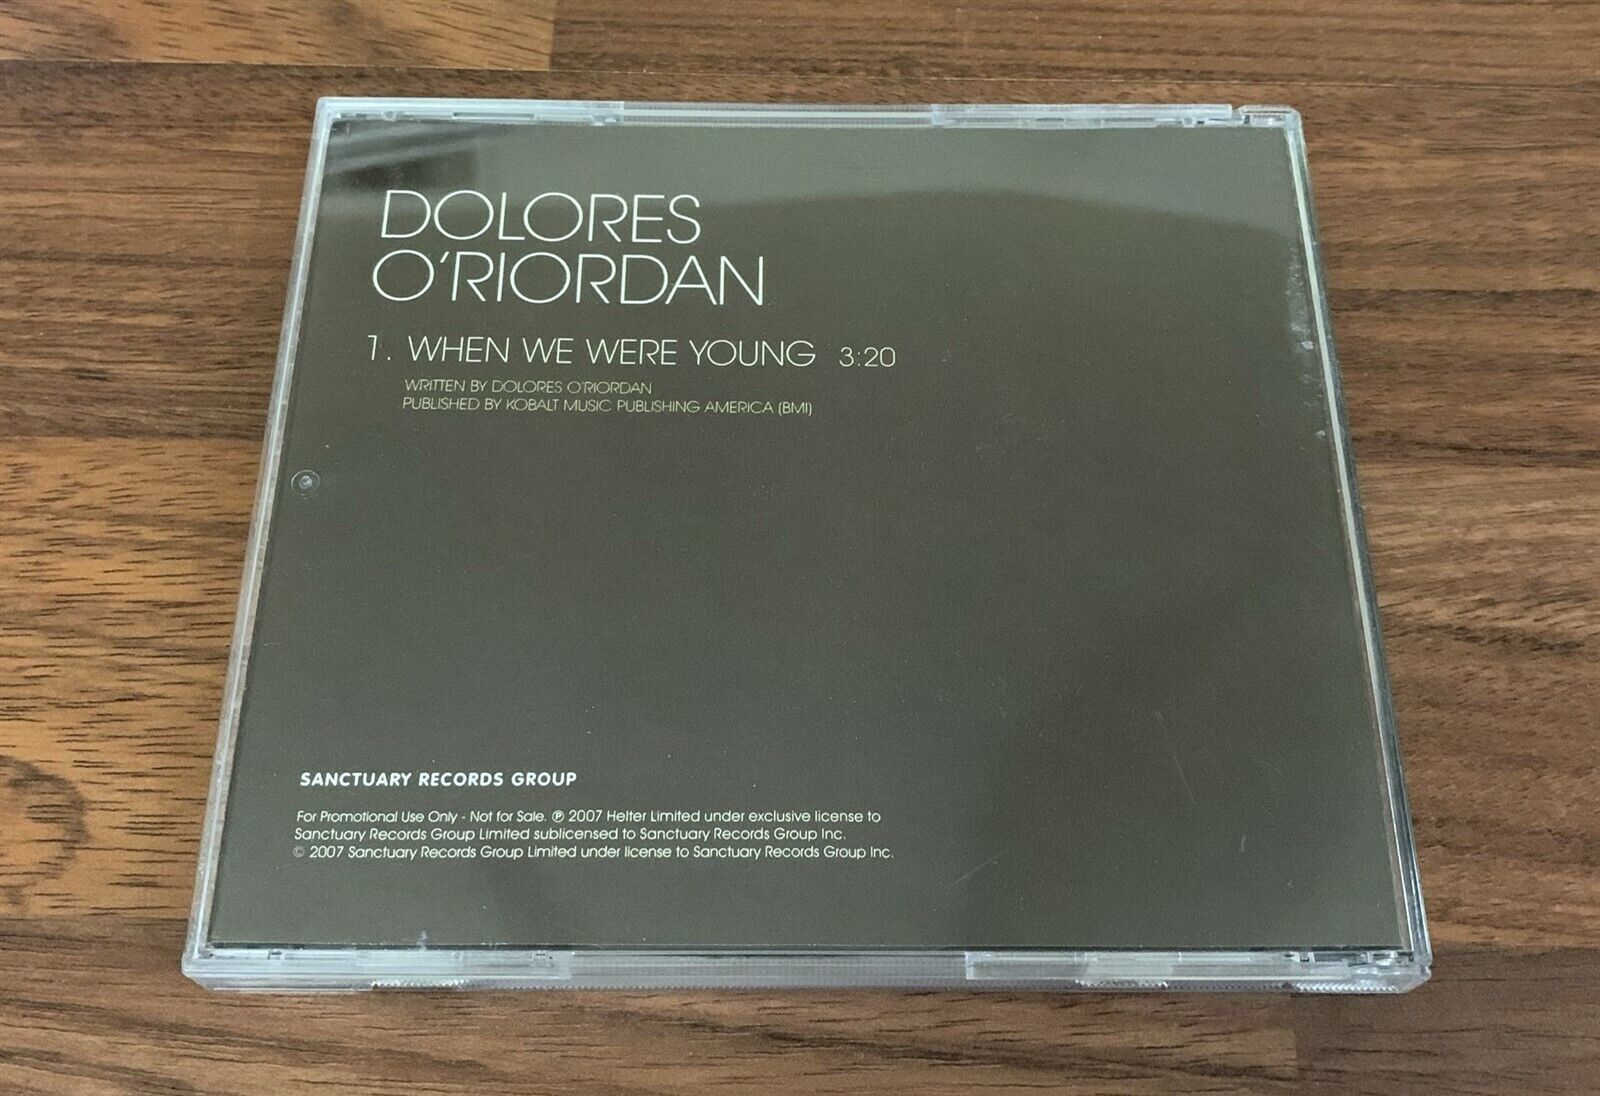 DOLORES
O'RIORDAN
1. WHEN WE WERE YOUNG 3:20
WRITTEN BY DOLORES O'RIORDAN
PUBLISHED BY KOBALT MUSIC PUBLISHING AMERICA (BMI)
SANCTUARY RECORDS GROUP
For Promotional Use Only - Not for Sale. ℗ 2007 Helter Limited under exclusive license to
Sanctuary Records Group Limited sublicensed to Sanctuary Records Group Inc.
© 2007 Sanctuary Records Group Limited under license to Sanctuary Records Group Inc.